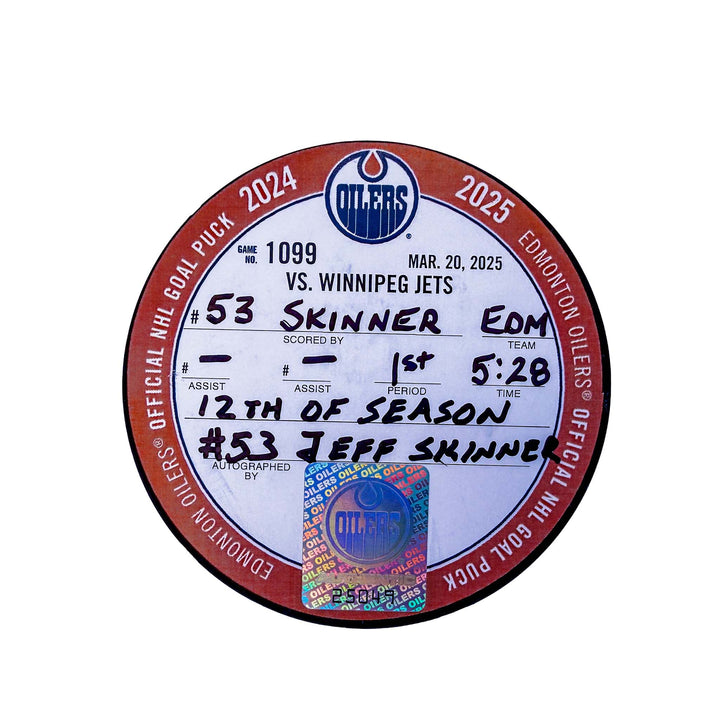 2024 2025
OILERS
EDMONTON OILERS® OFFICIAL NHL GOAL PUCK
EDMONTON OILERS® OFFICIAL NHL GOAL PUCK
GAME NO. 1099 MAR. 20, 2025
VS. WINNIPEG JETS
#53 SKINNER EDM
SCORED BY TEAM
# — # — 1st 5:28
ASSIST ASSIST PERIOD TIME
12TH OF SEASON
#53 JEFF SKINNER
AUTOGRAPHED BY
OILERS